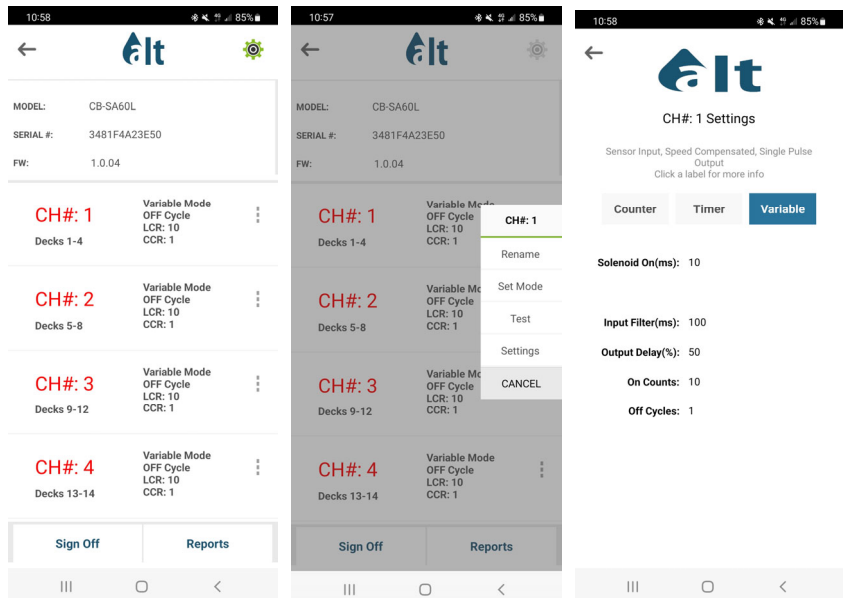 10:58
4G
85%
alt
MODEL: CB-SA60L
SERIAL #: 3481F4A23E50
FW: 1.0.04
CH#: 1
Decks 1-4
Variable Mode
OFF Cycle
LCR: 10
CCR: 1
CH#: 2
Decks 5-8
Variable Mode
OFF Cycle
LCR: 10
CCR: 1
CH#: 3
Decks 9-12
Variable Mode
OFF Cycle
LCR: 10
CCR: 1
CH#: 4
Decks 13-14
Variable Mode
OFF Cycle
LCR: 10
CCR: 1
Sign Off
Reports
10:57
4G
85%
alt
MODEL: CB-SA60L
SERIAL #: 3481F4A23E50
FW: 1.0.04
CH#: 1
Decks 1-4
Variable Mode
OFF Cycle
LCR: 10
CCR: 1
CH#: 2
Decks 5-8
Variable Mo
OFF Cycle
LCR: 10
CCR: 1
CH#: 3
Decks 9-12
Variable Mo
OFF Cycle
LCR: 10
CCR: 1
CH#: 4
Decks 13-14
Variable Mode
OFF Cycle
LCR: 10
CCR: 1
CH#: 1
Rename
Set Mode
Test
Settings
CANCEL
Sign Off
Reports
10:58
4G
85%
alt
CH#: 1 Settings
Sensor Input, Speed Compensated, Single Pulse
Output
Click a label for more info
Counter
Timer
Variable
Solenoid On(ms): 10
Input Filter(ms): 100
Output Delay(%): 50
On Counts: 10
Off Cycles: 1